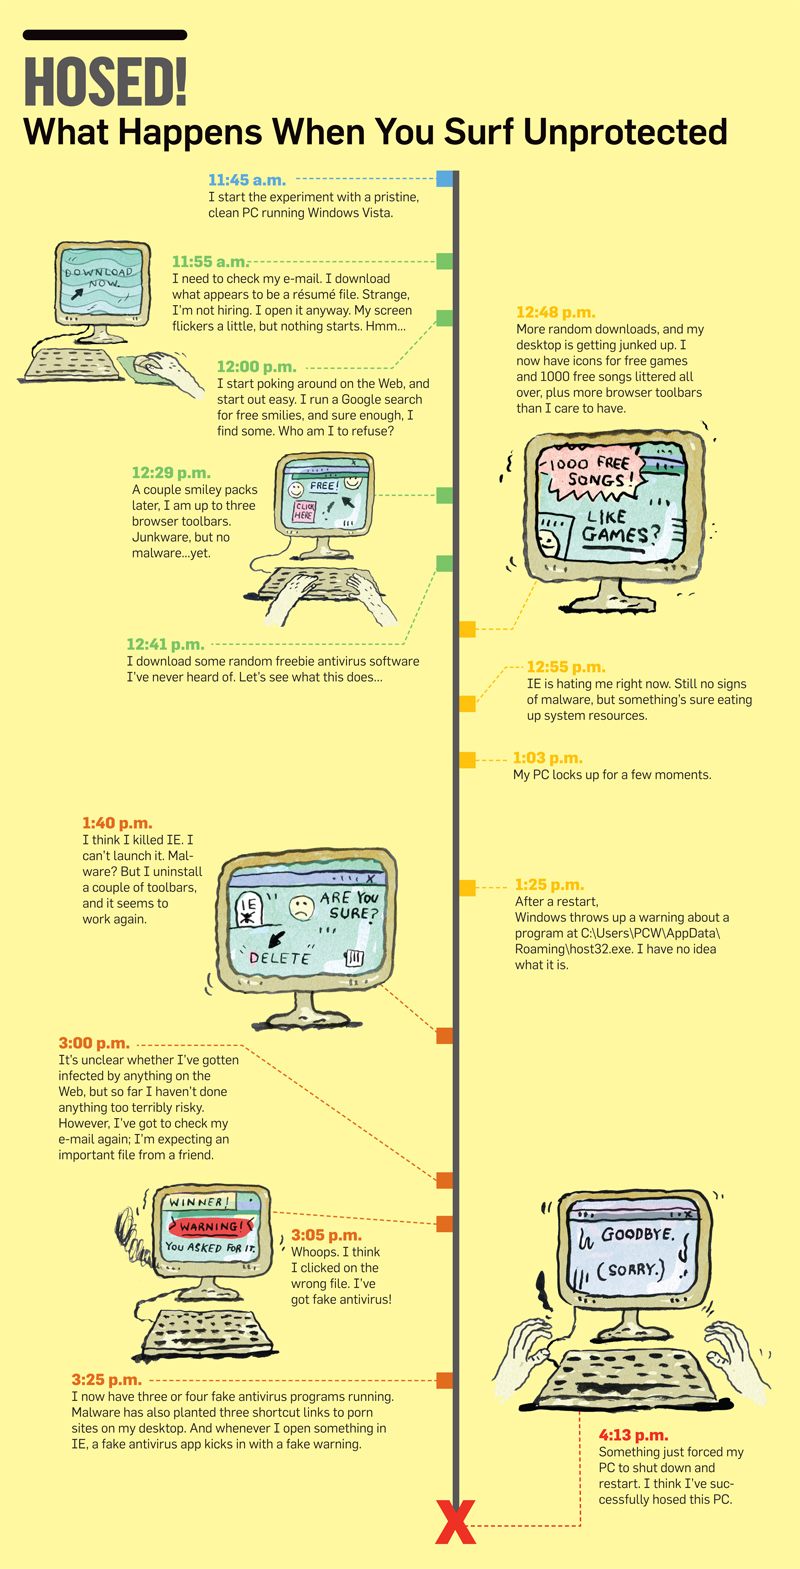 HOSED!
What Happens When You Surf Unprotected
11:45 a.m.
I start the experiment with a pristine,
clean PC running Windows Vista.
DOWNLOAD
NOW.
11:55 a.m.
I need to check my e-mail. I download
what appears to be a résumé file. Strange,
I'm not hiring. I open it anyway. My screen
flickers a little, but nothing starts. Hmm...
12:00 p.m.
I start poking around on the Web, and
start out easy. I run a Google search
for free smilies, and sure enough, I
find some. Who am I to refuse?
12:29 p.m.
A couple smiley packs
later, I am up to three
browser toolbars.
Junkware, but no
malware...yet.
X
FREE!
CLICK
HERE
12:41 p.m.
I download some random freebie antivirus software
I've never heard of. Let's see what this does...
12:48 p.m.
More random downloads, and my
desktop is getting junked up. I
now have icons for free games
and 1000 free songs littered all
over, plus more browser toolbars
than I care to have.
1000 FREE
SONGS!
LIKE
GAMES?
12:55 p.m.
IE is hating me right now. Still no signs
of malware, but something's sure eating
up system resources.
1:03 p.m.
My PC locks up for a few moments.
1:25 p.m.
After a restart,
Windows throws up a warning about a
program at C:\Users\PCW\AppData\
Roaming\host32.exe. I have no idea
what it is.
1:40 p.m.
I think I killed IE. I
can't launch it. Mal-
ware? But I uninstall
a couple of toolbars,
and it seems to
work again.
X
IE
ARE YOU
SURE?
DELETE
3:00 p.m.
It's unclear whether I've gotten
infected by anything on the
Web, but so far I haven't done
anything too terribly risky.
However, I've got to check my
e-mail again; I'm expecting an
important file from a friend.
WINNER!
WARNING!
YOU ASKED FOR IT.
3:05 p.m.
Whoops. I think
I clicked on the
wrong file. I've
got fake antivirus!
3:25 p.m.
I now have three or four fake antivirus programs running.
Malware has also planted three shortcut links to porn
sites on my desktop. And whenever I open something in
IE, a fake antivirus app kicks in with a fake warning.
X
GOODBYE.
(SORRY.)
4:13 p.m.
Something just forced my
PC to shut down and
restart. I think I've suc-
cessfully hosed this PC.
X